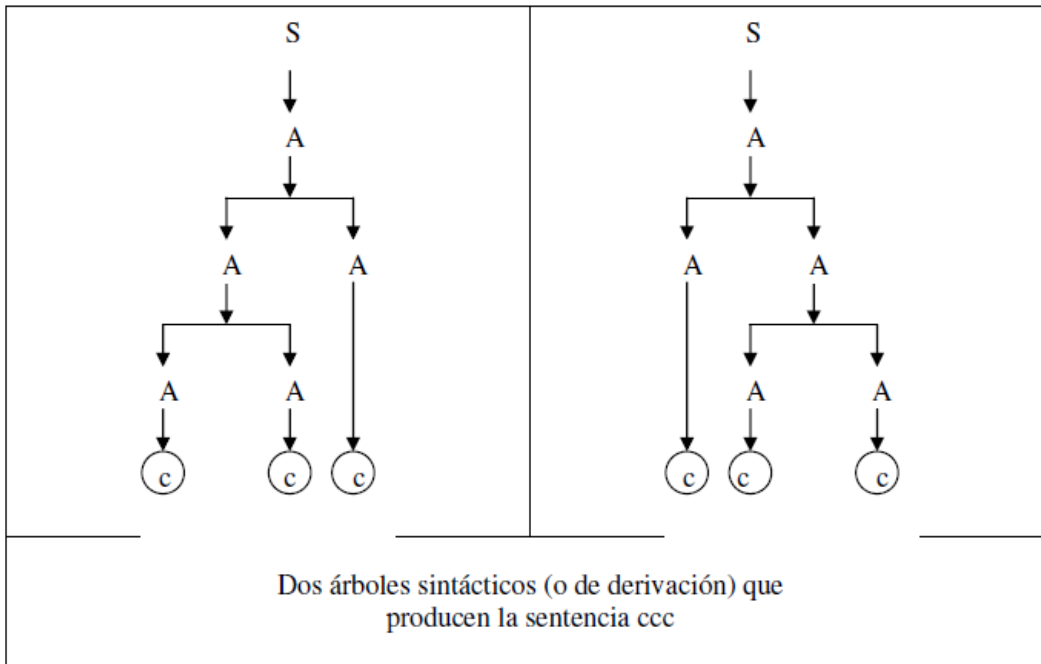 S S
A A
A A A A
A A A A
c c c c c c
Dos árboles sintácticos (o de derivación) que
producen la sentencia ccc